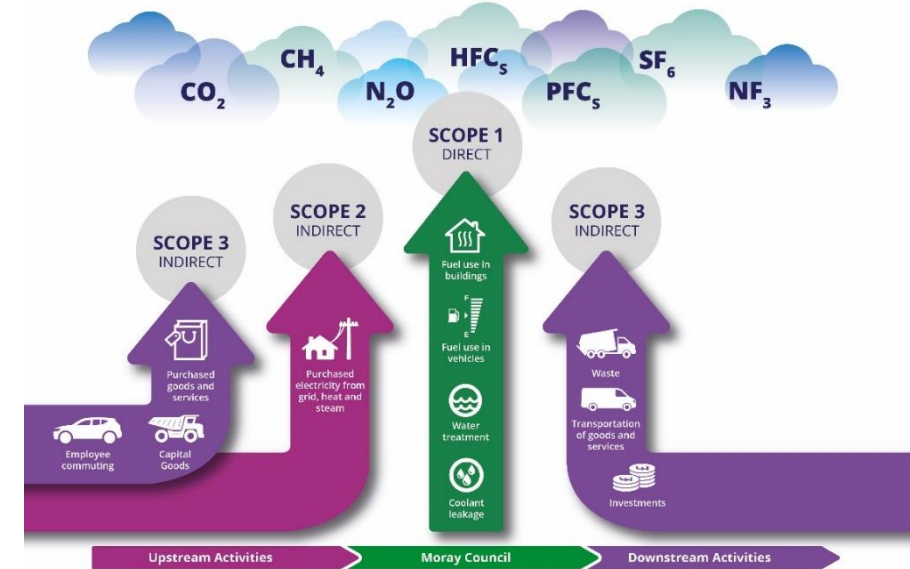 CO2
CH4
N2O
HFCs
PFCs
SF6
NF3
SCOPE 3
INDIRECT
Purchased
goods and
services
Employee
commuting
Capital
Goods
SCOPE 2
INDIRECT
Purchased
electricity from
grid, heat and
steam
SCOPE 1
DIRECT
Fuel use in
buildings
F
E
Fuel use in
vehicles
Water
treatment
Coolant
leakage
SCOPE 3
INDIRECT
Waste
Transportation
of goods and
services
Investments
Upstream Activities
Moray Council
Downstream Activities